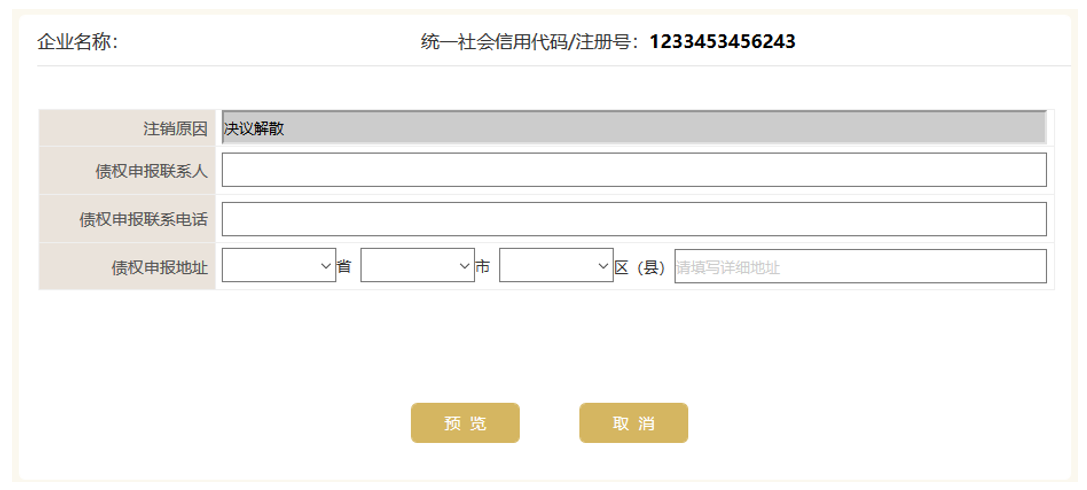 企业名称： 统一社会信用代码/注册号：1233453456243
注销原因 决议解散
债权申报联系人
债权申报联系电话
债权申报地址 省 市 区（县） 请填写详细地址
预 览 取 消